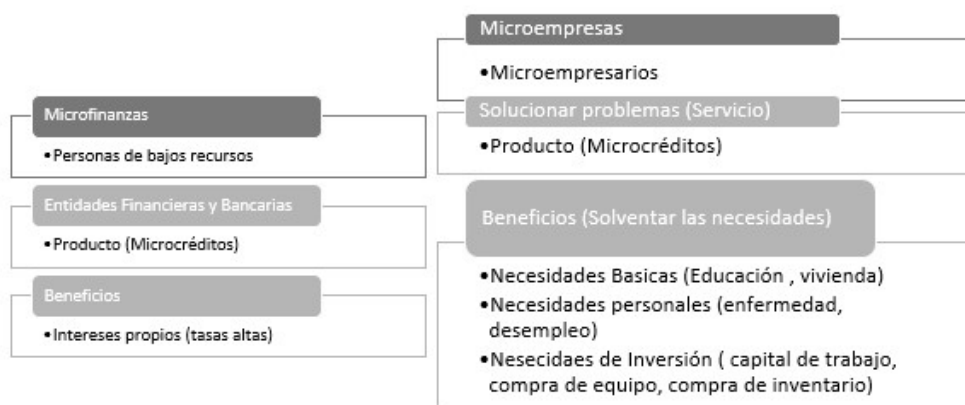 Microfinanzas
•Personas de bajos recursos
Entidades Financieras y Bancarias
•Producto (Microcréditos)
Beneficios
•Intereses propios (tasas altas)
Microempresas
•Microempresarios
Solucionar problemas (Servicio)
•Producto (Microcréditos)
Beneficios (Solventar las necesidades)
•Necesidades Basicas (Educación , vivienda)
•Necesidades personales (enfermedad,
desempleo)
•Nesecidaes de Inversión ( capital de trabajo,
compra de equipo, compra de inventario)